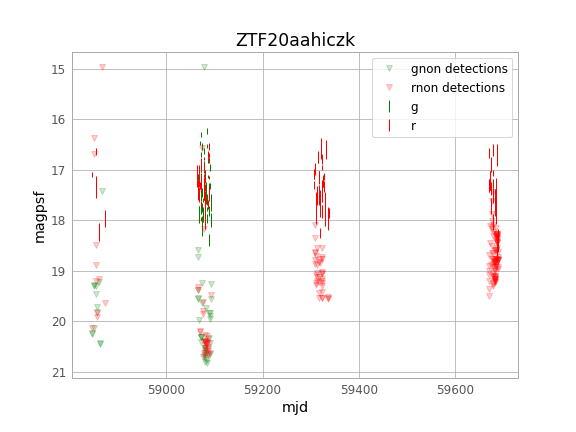 ZTF20aahiczk
gnon detections
rnon detections
g
r
magpsf
15
16
17
18
19
20
21
59000
59200
59400
59600
mjd